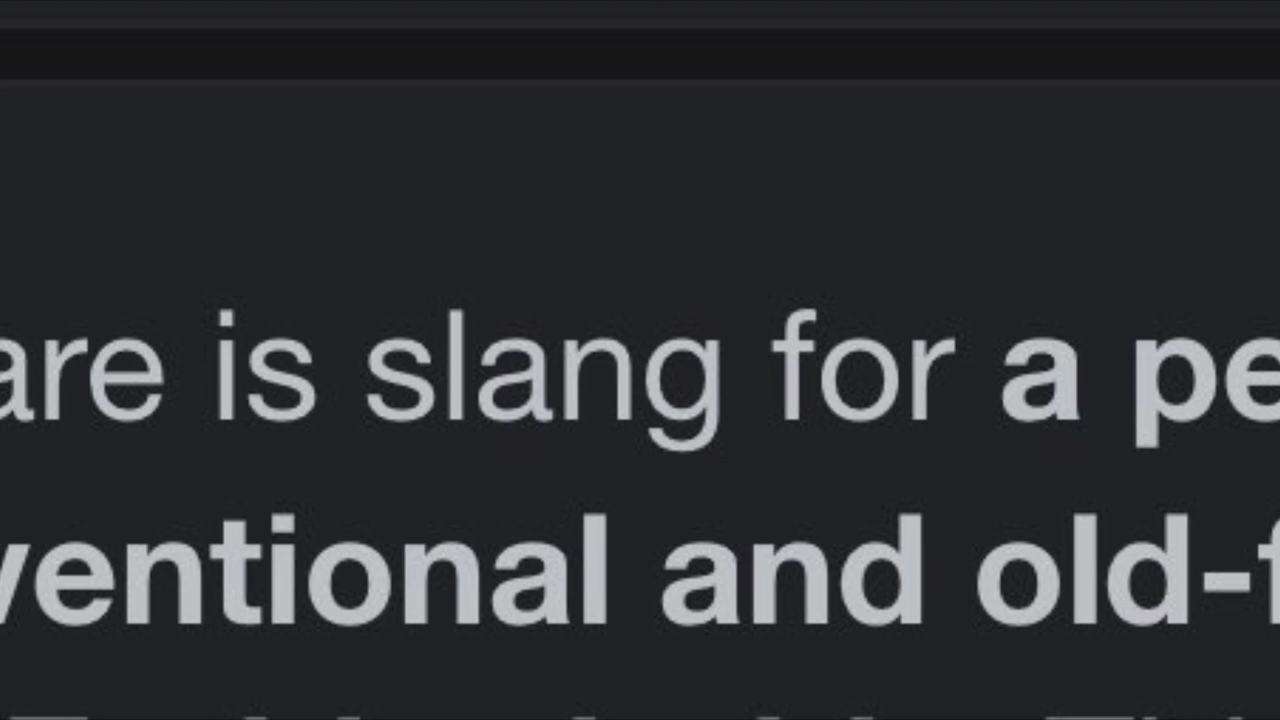 are is slang for a pe
ventional and old-f